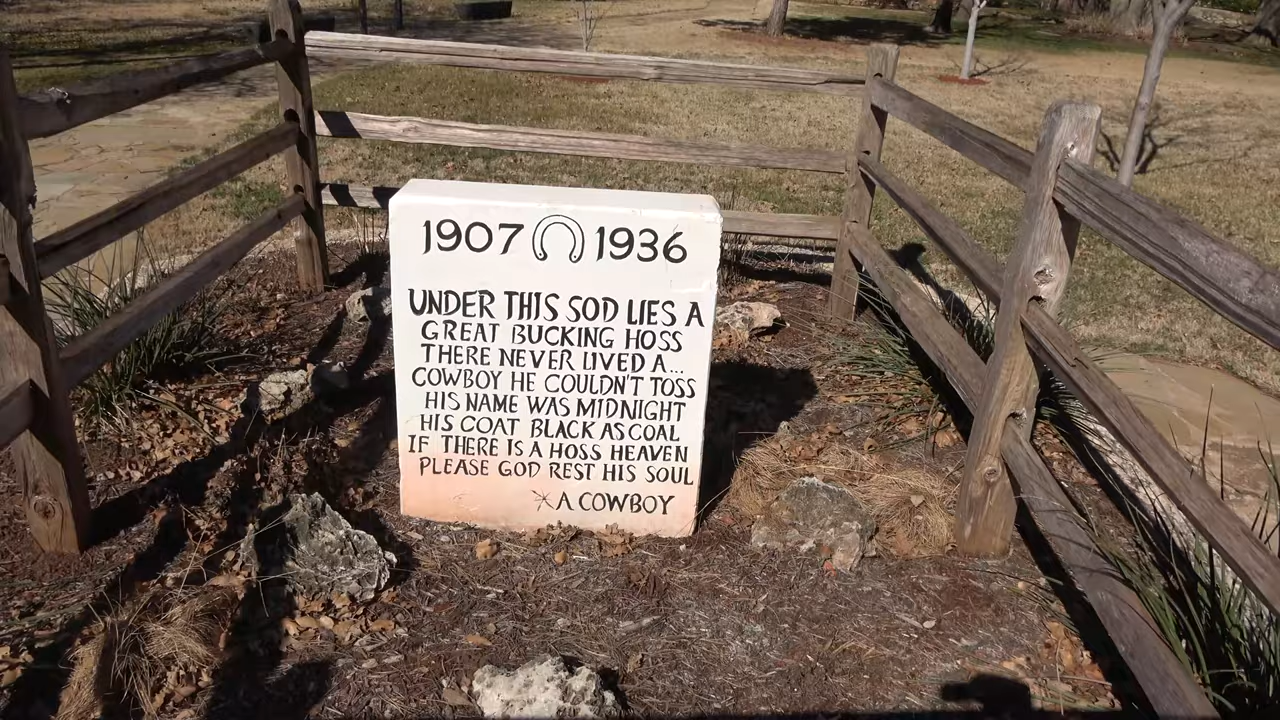 1907 1936
UNDER THIS SOD LIES A
GREAT BUCKING HOSS
THERE NEVER LIVED A...
COWBOY HE COULDN'T TOSS
HIS NAME WAS MIDNIGHT
HIS COAT BLACK AS COAL
IF THERE IS A HOSS HEAVEN
PLEASE GOD REST HIS SOUL
*A COWBOY